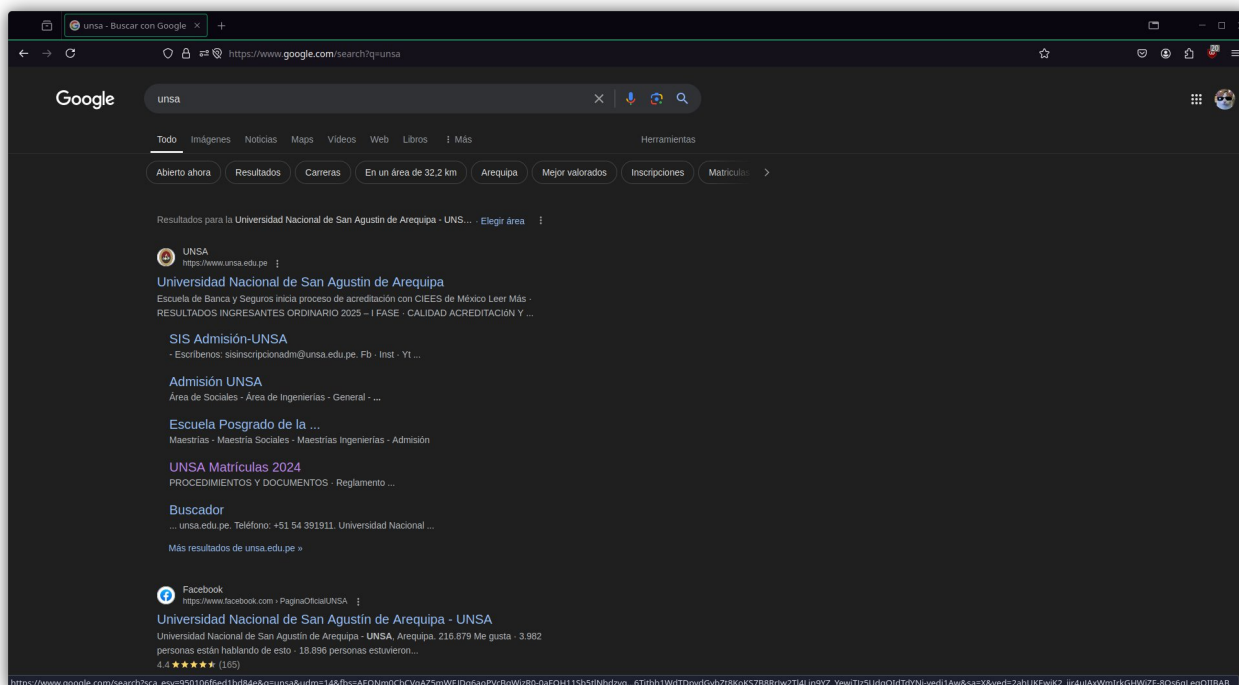 unsa - Buscar con Google
https://www.google.com/search?q=unsa
20
Google
unsa
Todo Imágenes Noticias Maps Vídeos Web Libros Más Herramientas
Abierto ahora Resultados Carreras En un área de 32,2 km Arequipa Mejor valorados Inscripciones Matriculas
Resultados para la Universidad Nacional de San Agustin de Arequipa - UNS... · Elegir área
UNSA
https://www.unsa.edu.pe
Universidad Nacional de San Agustin de Arequipa
Escuela de Banca y Seguros inicia proceso de acreditación con CIEES de México Leer Más ·
RESULTADOS INGRESANTES ORDINARIO 2025 – I FASE · CALIDAD ACREDITACIóN Y ...
SIS Admisión-UNSA
- Escríbenos: sisinscripcionadm@unsa.edu.pe. Fb · Inst · Yt ...
Admisión UNSA
Área de Sociales - Área de Ingenierías - General - ...
Escuela Posgrado de la ...
Maestrías - Maestría Sociales - Maestrías Ingenierías - Admisión
UNSA Matrículas 2024
PROCEDIMIENTOS Y DOCUMENTOS · Reglamento ...
Buscador
... unsa.edu.pe. Teléfono: +51 54 391911. Universidad Nacional ...
Más resultados de unsa.edu.pe »
Facebook
https://www.facebook.com › PaginaOficialUNSA
Universidad Nacional de San Agustín de Arequipa - UNSA
Universidad Nacional de San Agustín de Arequipa - UNSA, Arequipa. 216.879 Me gusta · 3.982
personas están hablando de esto · 18.896 personas estuvieron...
4.4 ★★★★★ (165)